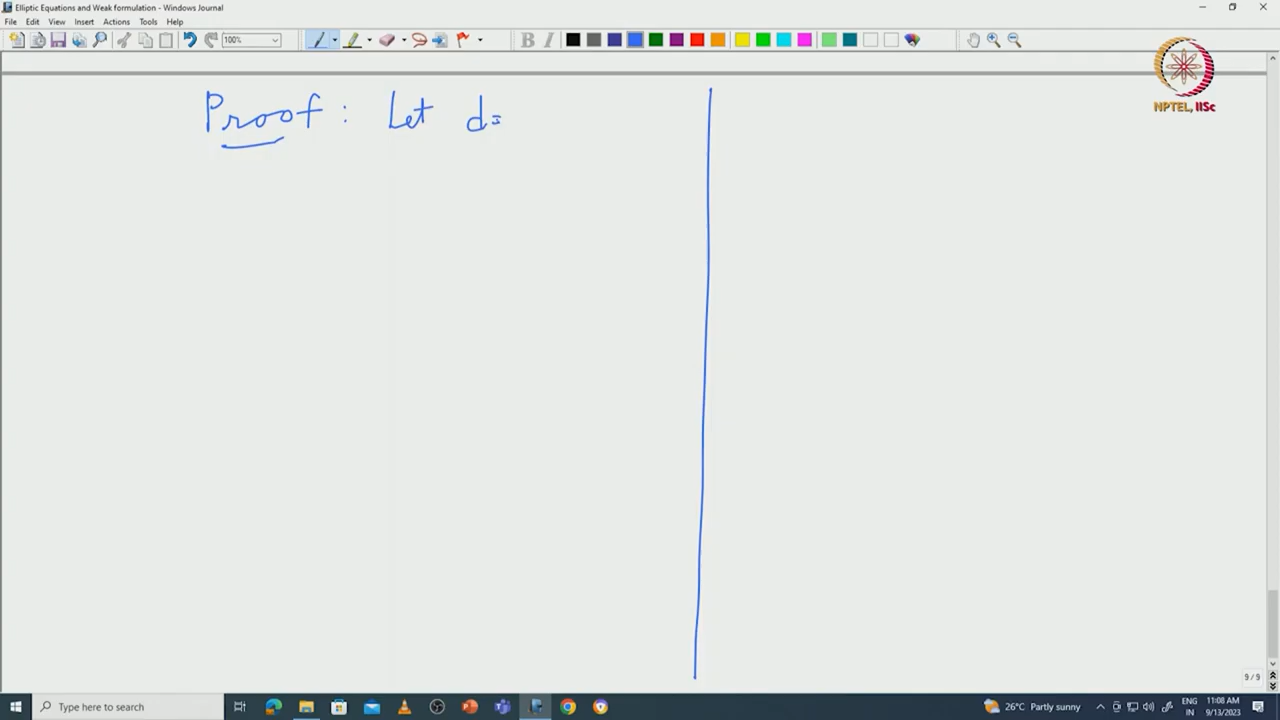 Elliptic Equations and Weak formulation - Windows Journal
File Edit View Insert Actions Tools Help
100%
B I
NPTEL, IISc
Proof : Let d=
9 / 9
Type here to search
26°C Partly sunny
ENG
IN
11:08 AM
9/13/2023